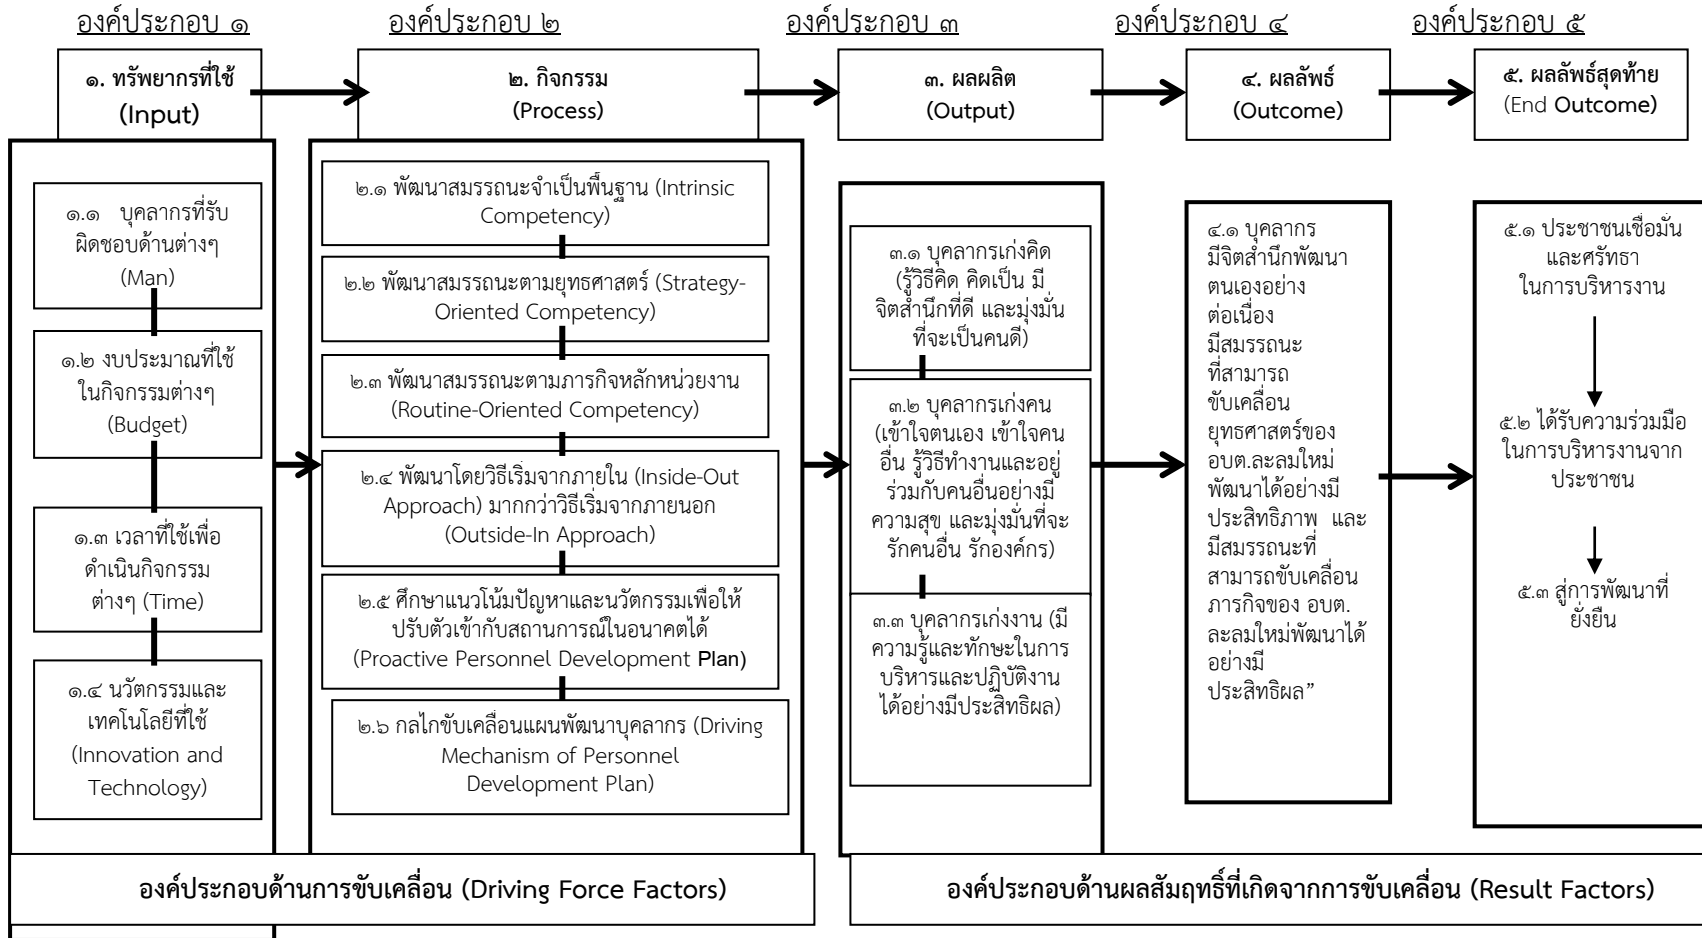 องค์ประกอบ ๑
องค์ประกอบ ๒
องค์ประกอบ ๓
องค์ประกอบ ๔
องค์ประกอบ ๕
๑. ทรัพยากรที่ใช้
(Input)
๒. กิจกรรม
(Process)
๓. ผลผลิต
(Output)
๔. ผลลัพธ์
(Outcome)
๕. ผลลัพธ์สุดท้าย
(End Outcome)
๑.๑ บุคลากรที่รับ
ผิดชอบด้านต่างๆ
(Man)
๑.๒ งบประมาณที่ใช้
ในกิจกรรมต่างๆ
(Budget)
๑.๓ เวลาที่ใช้เพื่อ
ดำเนินกิจกรรม
ต่างๆ (Time)
๑.๔ นวัตกรรมและ
เทคโนโลยีที่ใช้
(Innovation and
Technology)
๒.๑ พัฒนาสมรรถนะจำเป็นพื้นฐาน (Intrinsic
Competency)
๒.๒ พัฒนาสมรรถนะตามยุทธศาสตร์ (Strategy-
Oriented Competency)
๒.๓ พัฒนาสมรรถนะตามภารกิจหลักหน่วยงาน
(Routine-Oriented Competency)
๒.๔ พัฒนาโดยวิธีเริ่มจากภายใน (Inside-Out
Approach) มากกว่าวิธีเริ่มจากภายนอก
(Outside-In Approach)
๒.๕ ศึกษาแนวโน้มปัญหาและนวัตกรรมเพื่อให้
ปรับตัวเข้ากับสถานการณ์ในอนาคตได้
(Proactive Personnel Development Plan)
๒.๖ กลไกขับเคลื่อนแผนพัฒนาบุคลากร (Driving
Mechanism of Personnel
Development Plan)
๓.๑ บุคลากรเก่งคิด
(รู้วิธีคิด คิดเป็น มี
จิตสำนึกที่ดี และมุ่งมั่น
ที่จะเป็นคนดี)
๓.๒ บุคลากรเก่งคน
(เข้าใจตนเอง เข้าใจคน
อื่น รู้วิธีทำงานและอยู่
ร่วมกับคนอื่นอย่างมี
ความสุข และมุ่งมั่นที่จะ
รักคนอื่น รักองค์กร)
๓.๓ บุคลากรเก่งงาน (มี
ความรู้และทักษะในการ
บริหารและปฏิบัติงาน
ได้อย่างมีประสิทธิผล)
๔.๑ บุคลากร
มีจิตสำนึกพัฒนา
ตนเองอย่าง
ต่อเนื่อง
มีสมรรถนะ
ที่สามารถ
ขับเคลื่อน
ยุทธศาสตร์ของ
อบต.ละลมใหม่
พัฒนาได้อย่างมี
ประสิทธิภาพ และ
มีสมรรถนะที่
สามารถขับเคลื่อน
ภารกิจของ อบต.
ละลมใหม่พัฒนาได้
อย่างมี
ประสิทธิผล”
๕.๑ ประชาชนเชื่อมั่น
และศรัทธา
ในการบริหารงาน
๕.๒ ได้รับความร่วมมือ
ในการบริหารงานจาก
ประชาชน
๕.๓ สู่การพัฒนาที่
ยั่งยืน
องค์ประกอบด้านการขับเคลื่อน (Driving Force Factors)
องค์ประกอบด้านผลสัมฤทธิ์ที่เกิดจากการขับเคลื่อน (Result Factors)